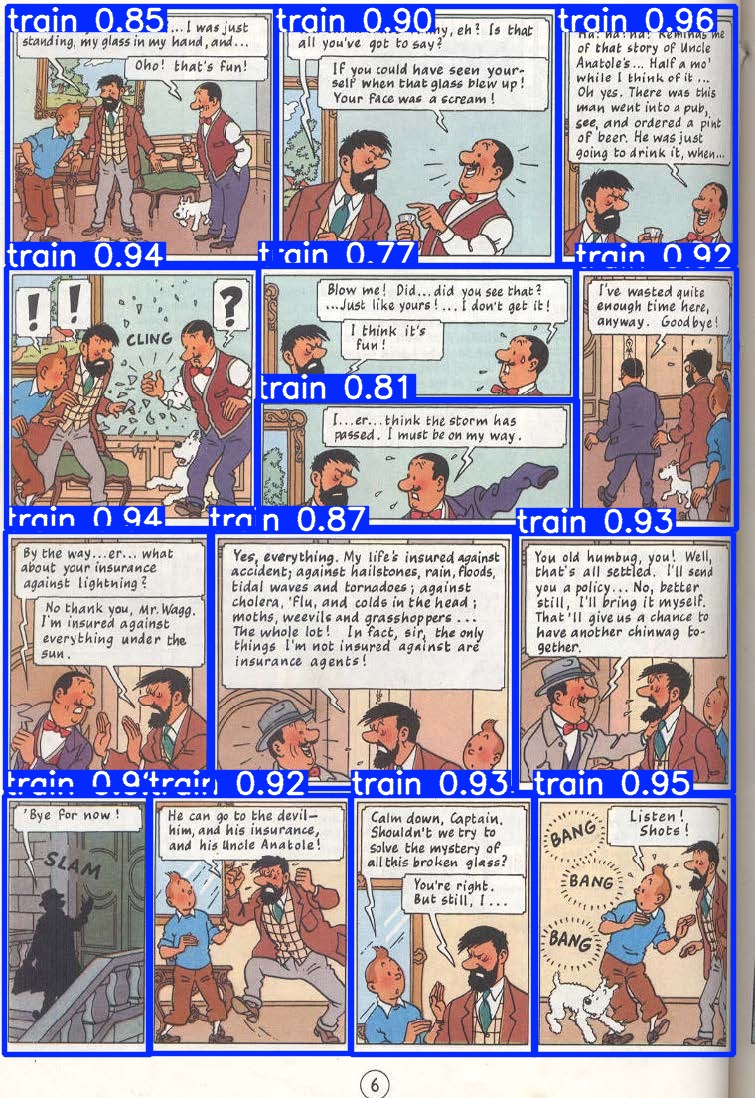 train 0.85
...I was just
standing, my glass in my hand, and...
Oho! that's fun!
train 0.90
eh? Is that
all you've got to say?
If you could have seen your-
self when that glass blew up!
Your face was a scream!
train 0.96
Ha! ha! ha! Reminds me
of that story of Uncle
Anatole's... Half a mo'
while I think of it...
Oh yes. There was this
man went into a pub,
see, and ordered a pint
of beer. He was just
going to drink it, when...
train 0.94
!
!
?
CLING
train 0.77
Blow me! Did... did you see that?
...Just like yours!... I don't get it!
I think it's
fun!
train 0.81
I...er...think the storm has
passed. I must be on my way.
train 0.92
I've wasted quite
enough time here,
anyway. Goodbye!
train 0.94
By the way...er... what
about your insurance
against lightning?
No thank you, Mr. Wagg.
I'm insured against
everything under the
sun.
train 0.87
Yes, everything. My life's insured against
accident; against hailstones, rain, floods,
tidal waves and tornadoes; against
cholera, 'flu, and colds in the head;
moths, weevils and grasshoppers...
The whole lot! In fact, sir, the only
things I'm not insured against are
insurance agents!
train 0.93
You old humbug, you! Well,
that's all settled. I'll send
you a policy... No, better
still, I'll bring it myself.
That'll give us a chance to
have another chinwag to-
gether.
train
'Bye for now!
SLAM
train 0.92
He can go to the devil—
him, and his insurance,
and his Uncle Anatole!
train 0.93
Calm down, Captain.
Shouldn't we try to
solve the mystery of
all this broken glass?
You're right.
But still, I...
train 0.95
Listen!
Shots!
BANG
BANG
BANG
6